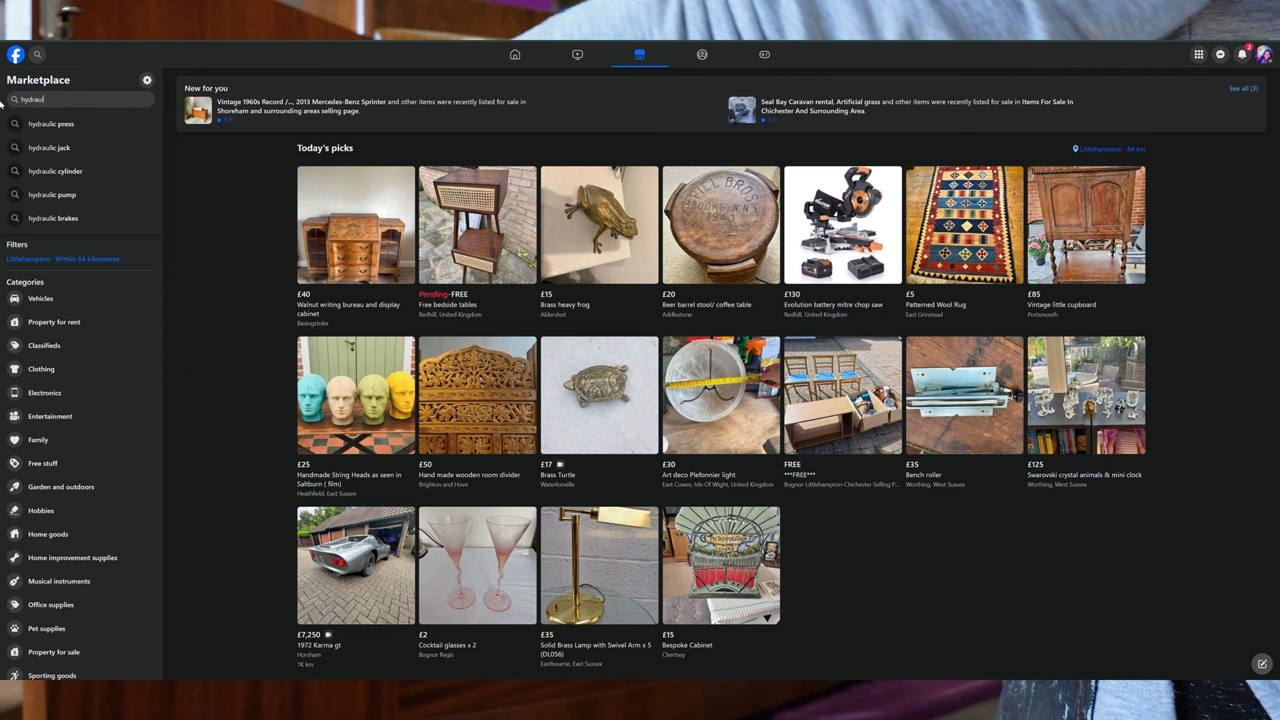 2
Marketplace
hydraul
hydraulic press
hydraulic jack
hydraulic cylinder
hydraulic pump
hydraulic brakes
Filters
Littlehampton · Within 64 kilometres
Categories
Vehicles
Property for rent
Classifieds
Clothing
Electronics
Entertainment
Family
Free stuff
Garden and outdoors
Hobbies
Home goods
Home improvement supplies
Musical instruments
Office supplies
Pet supplies
Property for sale
Sporting goods
New for you
See all (3)
Vintage 1960s Record /..., 2013 Mercedes-Benz Sprinter and other items were recently listed for sale in
Shoreham and surrounding areas selling page.
5 h
Seal Bay Caravan rental, Artificial grass and other items were recently listed for sale in Items For Sale In
Chichester And Surrounding Area.
Today's picks
Littlehampton · 64 km
£40
Walnut writing bureau and display
cabinet
Basingstoke
Pending · FREE
Free bedside tables
Redhill, United Kingdom
£15
Brass heavy frog
Aldershot
£20
Beer barrel stool/ coffee table
Addlestone
£130
Evolution battery mitre chop saw
Redhill, United Kingdom
£5
Patterned Wool Rug
East Grinstead
£85
Vintage little cupboard
Portsmouth
£25
Handmade String Heads as seen in
Saltburn ( film)
Heathfield, East Sussex
£50
Hand made wooden room divider
Brighton and Hove
£17
Brass Turtle
Waterlooville
£30
Art deco Plefonnier light
East Cowes, Isle Of Wight, United Kingdom
FREE
***FREE***
Bognor-Littlehampton-Chichester Selling P...
£35
Bench roller
Worthing, West Sussex
£125
Swarovski crystal animals & mini clock
Worthing, West Sussex
£7,250
1972 Karma gt
Horsham
1K km
£2
Cocktail glasses x 2
Bognor Regis
£35
Solid Brass Lamp with Swivel Arm x 5
(DL056)
Eastbourne, East Sussex
£15
Bespoke Cabinet
Chertsey